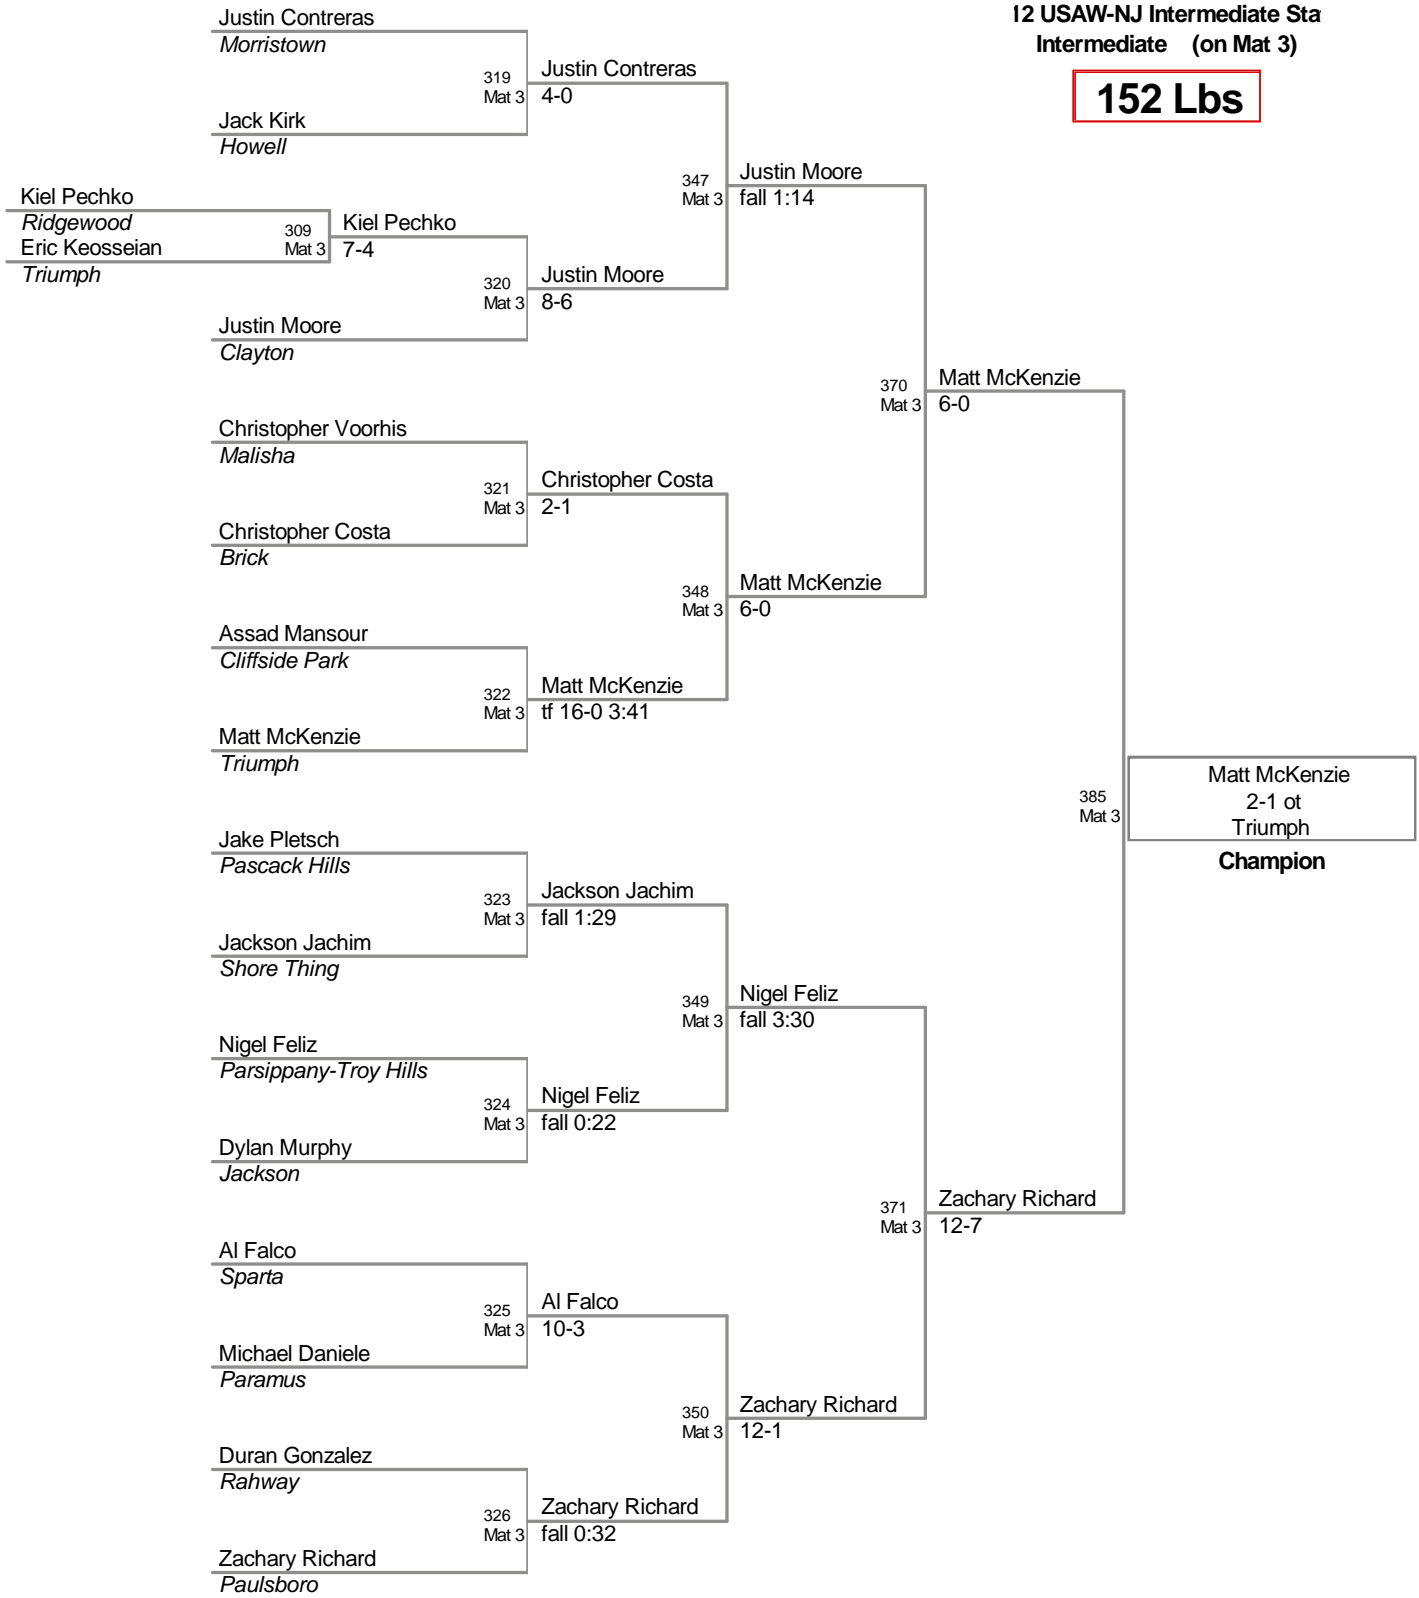 12 USAW-NJ Intermediate Sta
Intermediate (on Mat 3)
152 Lbs
Justin Contreras
Morristown
319
Mat 3
Justin Contreras
4-0
Jack Kirk
Howell
347
Mat 3
Justin Moore
fall 1:14
Kiel Pechko
Ridgewood
309
Mat 3
Kiel Pechko
7-4
Eric Keosseian
Triumph
320
Mat 3
Justin Moore
8-6
Justin Moore
Clayton
370
Mat 3
Matt McKenzie
6-0
Christopher Voorhis
Malisha
321
Mat 3
Christopher Costa
2-1
Christopher Costa
Brick
348
Mat 3
Matt McKenzie
6-0
Assad Mansour
Cliffside Park
322
Mat 3
Matt McKenzie
tf 16-0 3:41
Matt McKenzie
Triumph
385
Mat 3
Matt McKenzie
2-1 ot
Triumph
Champion
Jake Pletsch
Pascack Hills
323
Mat 3
Jackson Jachim
fall 1:29
Jackson Jachim
Shore Thing
349
Mat 3
Nigel Feliz
fall 3:30
Nigel Feliz
Parsippany-Troy Hills
324
Mat 3
Nigel Feliz
fall 0:22
Dylan Murphy
Jackson
371
Mat 3
Zachary Richard
12-7
Al Falco
Sparta
325
Mat 3
Al Falco
10-3
Michael Daniele
Paramus
350
Mat 3
Zachary Richard
12-1
Duran Gonzalez
Rahway
326
Mat 3
Zachary Richard
fall 0:32
Zachary Richard
Paulsboro